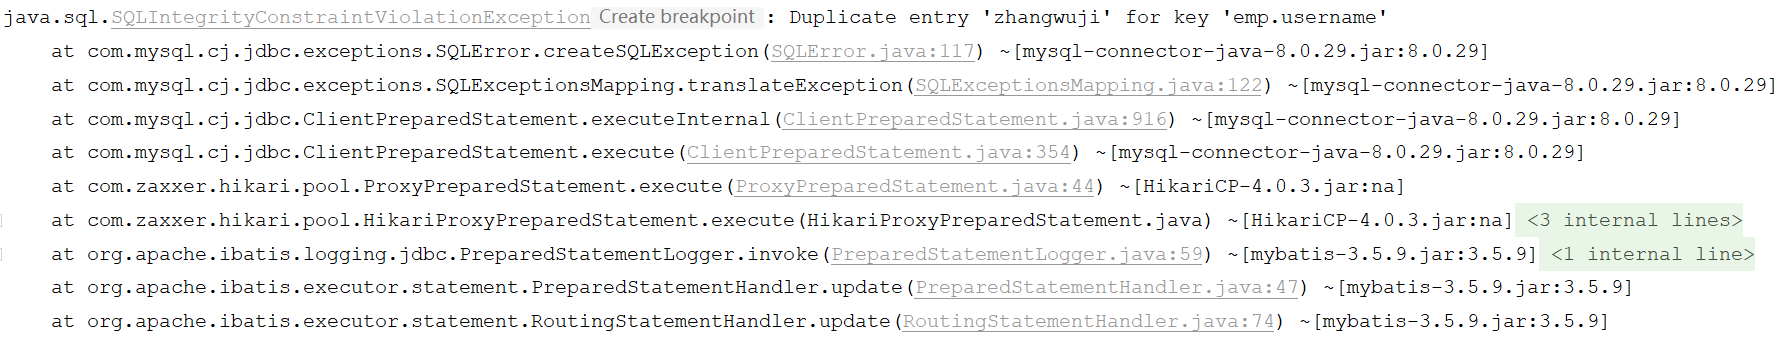 java.sql.SQLIntegrityConstraintViolationException Create breakpoint : Duplicate entry 'zhangwuji' for key 'emp.username'
at com.mysql.cj.jdbc.exceptions.SQLError.createSQLException(SQLError.java:117) ~[mysql-connector-java-8.0.29.jar:8.0.29]
at com.mysql.cj.jdbc.exceptions.SQLExceptionsMapping.translateException(SQLExceptionsMapping.java:122) ~[mysql-connector-java-8.0.29.jar:8.0.29]
at com.mysql.cj.jdbc.ClientPreparedStatement.executeInternal(ClientPreparedStatement.java:916) ~[mysql-connector-java-8.0.29.jar:8.0.29]
at com.mysql.cj.jdbc.ClientPreparedStatement.execute(ClientPreparedStatement.java:354) ~[mysql-connector-java-8.0.29.jar:8.0.29]
at com.zaxxer.hikari.pool.ProxyPreparedStatement.execute(ProxyPreparedStatement.java:44) ~[HikariCP-4.0.3.jar:na]
at com.zaxxer.hikari.pool.HikariProxyPreparedStatement.execute(HikariProxyPreparedStatement.java) ~[HikariCP-4.0.3.jar:na] <3 internal lines>
at org.apache.ibatis.logging.jdbc.PreparedStatementLogger.invoke(PreparedStatementLogger.java:59) ~[mybatis-3.5.9.jar:3.5.9] <1 internal line>
at org.apache.ibatis.executor.statement.PreparedStatementHandler.update(PreparedStatementHandler.java:47) ~[mybatis-3.5.9.jar:3.5.9]
at org.apache.ibatis.executor.statement.RoutingStatementHandler.update(RoutingStatementHandler.java:74) ~[mybatis-3.5.9.jar:3.5.9]